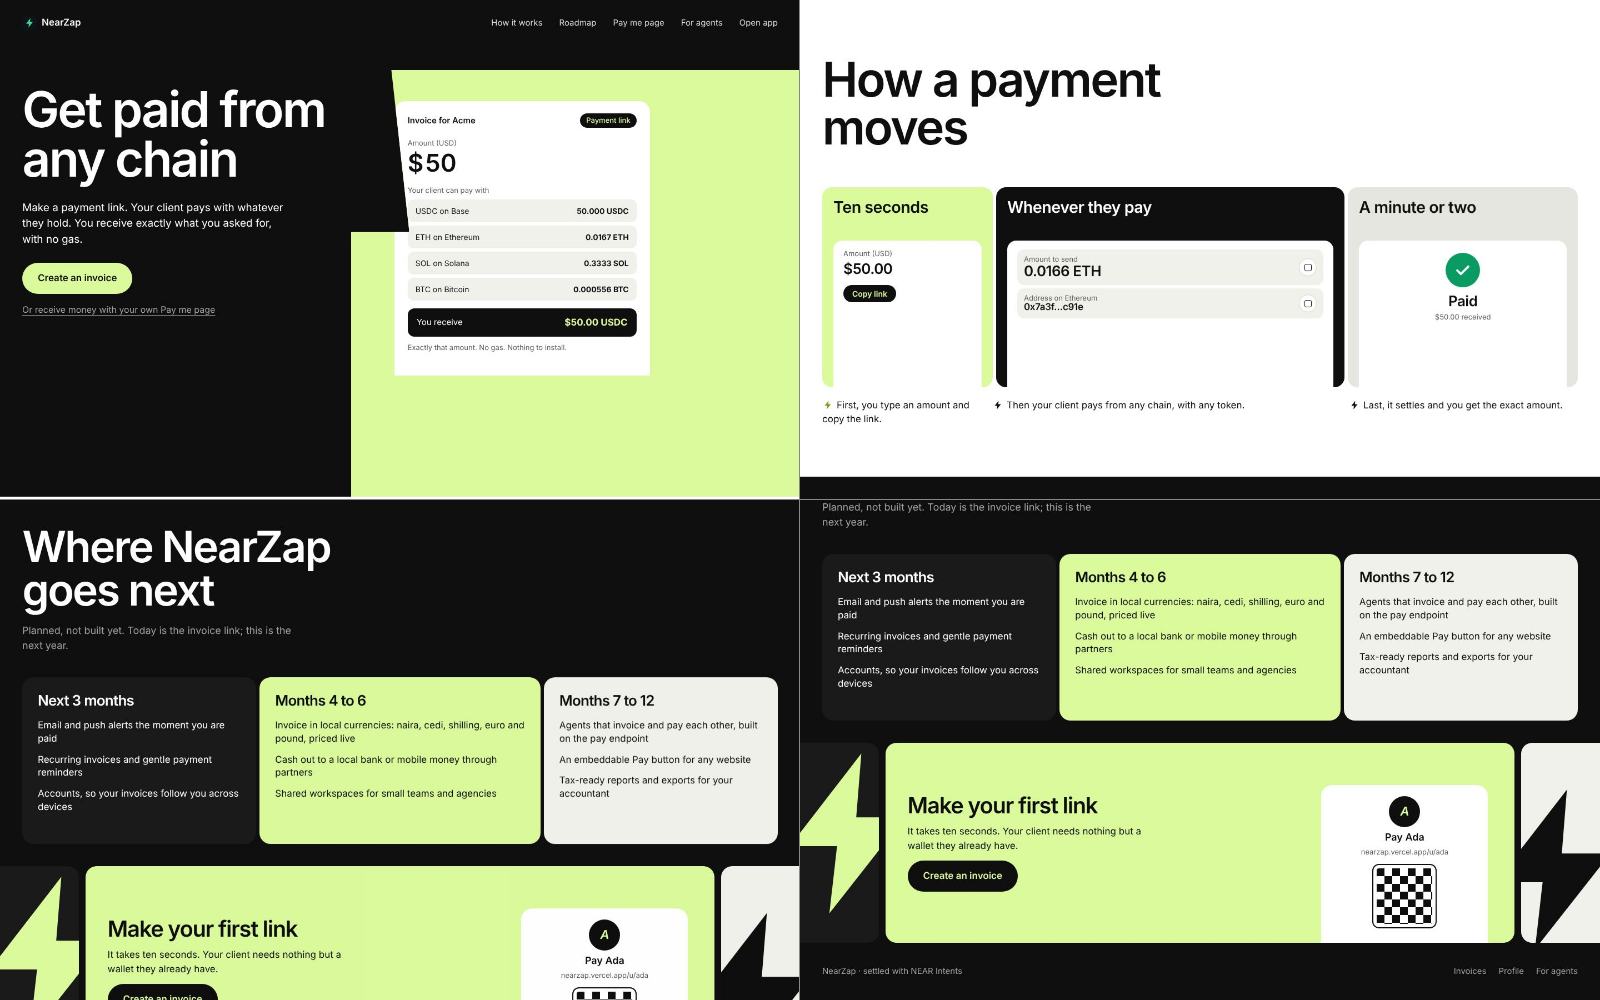 NearZap
How it works
Roadmap
Pay me page
For agents
Open app
Get paid from
any chain
Make a payment link. Your client pays with whatever
they hold. You receive exactly what you asked for,
with no gas.
Create an invoice
Or receive money with your own Pay me page
Invoice for Acme
Payment link
Amount (USD)
$50
Your client can pay with
USDC on Base 50.000 USDC
ETH on Ethereum 0.0167 ETH
SOL on Solana 0.3333 SOL
BTC on Bitcoin 0.000556 BTC
You receive $50.00 USDC
Exactly that amount. No gas. Nothing to install.
How a payment
moves
Ten seconds
Amount (USD)
$50.00
Copy link
First, you type an amount and
copy the link.
Whenever they pay
Amount to send
0.0166 ETH
Address on Ethereum
0x7a3f...c91e
Then your client pays from any chain, with any token.
A minute or two
Paid
$50.00 received
Last, it settles and you get the exact amount.
Where NearZap
goes next
Planned, not built yet. Today is the invoice link; this is the
next year.
Next 3 months
Email and push alerts the moment you are
paid
Recurring invoices and gentle payment
reminders
Accounts, so your invoices follow you across
devices
Months 4 to 6
Invoice in local currencies: naira, cedi, shilling, euro and
pound, priced live
Cash out to a local bank or mobile money through
partners
Shared workspaces for small teams and agencies
Months 7 to 12
Agents that invoice and pay each other, built
on the pay endpoint
An embeddable Pay button for any website
Tax-ready reports and exports for your
accountant
Make your first link
It takes ten seconds. Your client needs nothing but a
wallet they already have.
Create an invoice
A
Pay Ada
nearzap.vercel.app/u/ada
Planned, not built yet. Today is the invoice link; this is the
next year.
Next 3 months
Email and push alerts the moment you are
paid
Recurring invoices and gentle payment
reminders
Accounts, so your invoices follow you across
devices
Months 4 to 6
Invoice in local currencies: naira, cedi, shilling, euro and
pound, priced live
Cash out to a local bank or mobile money through
partners
Shared workspaces for small teams and agencies
Months 7 to 12
Agents that invoice and pay each other, built
on the pay endpoint
An embeddable Pay button for any website
Tax-ready reports and exports for your
accountant
Make your first link
It takes ten seconds. Your client needs nothing but a
wallet they already have.
Create an invoice
A
Pay Ada
nearzap.vercel.app/u/ada
NearZap · settled with NEAR Intents
Invoices
Profile
For agents